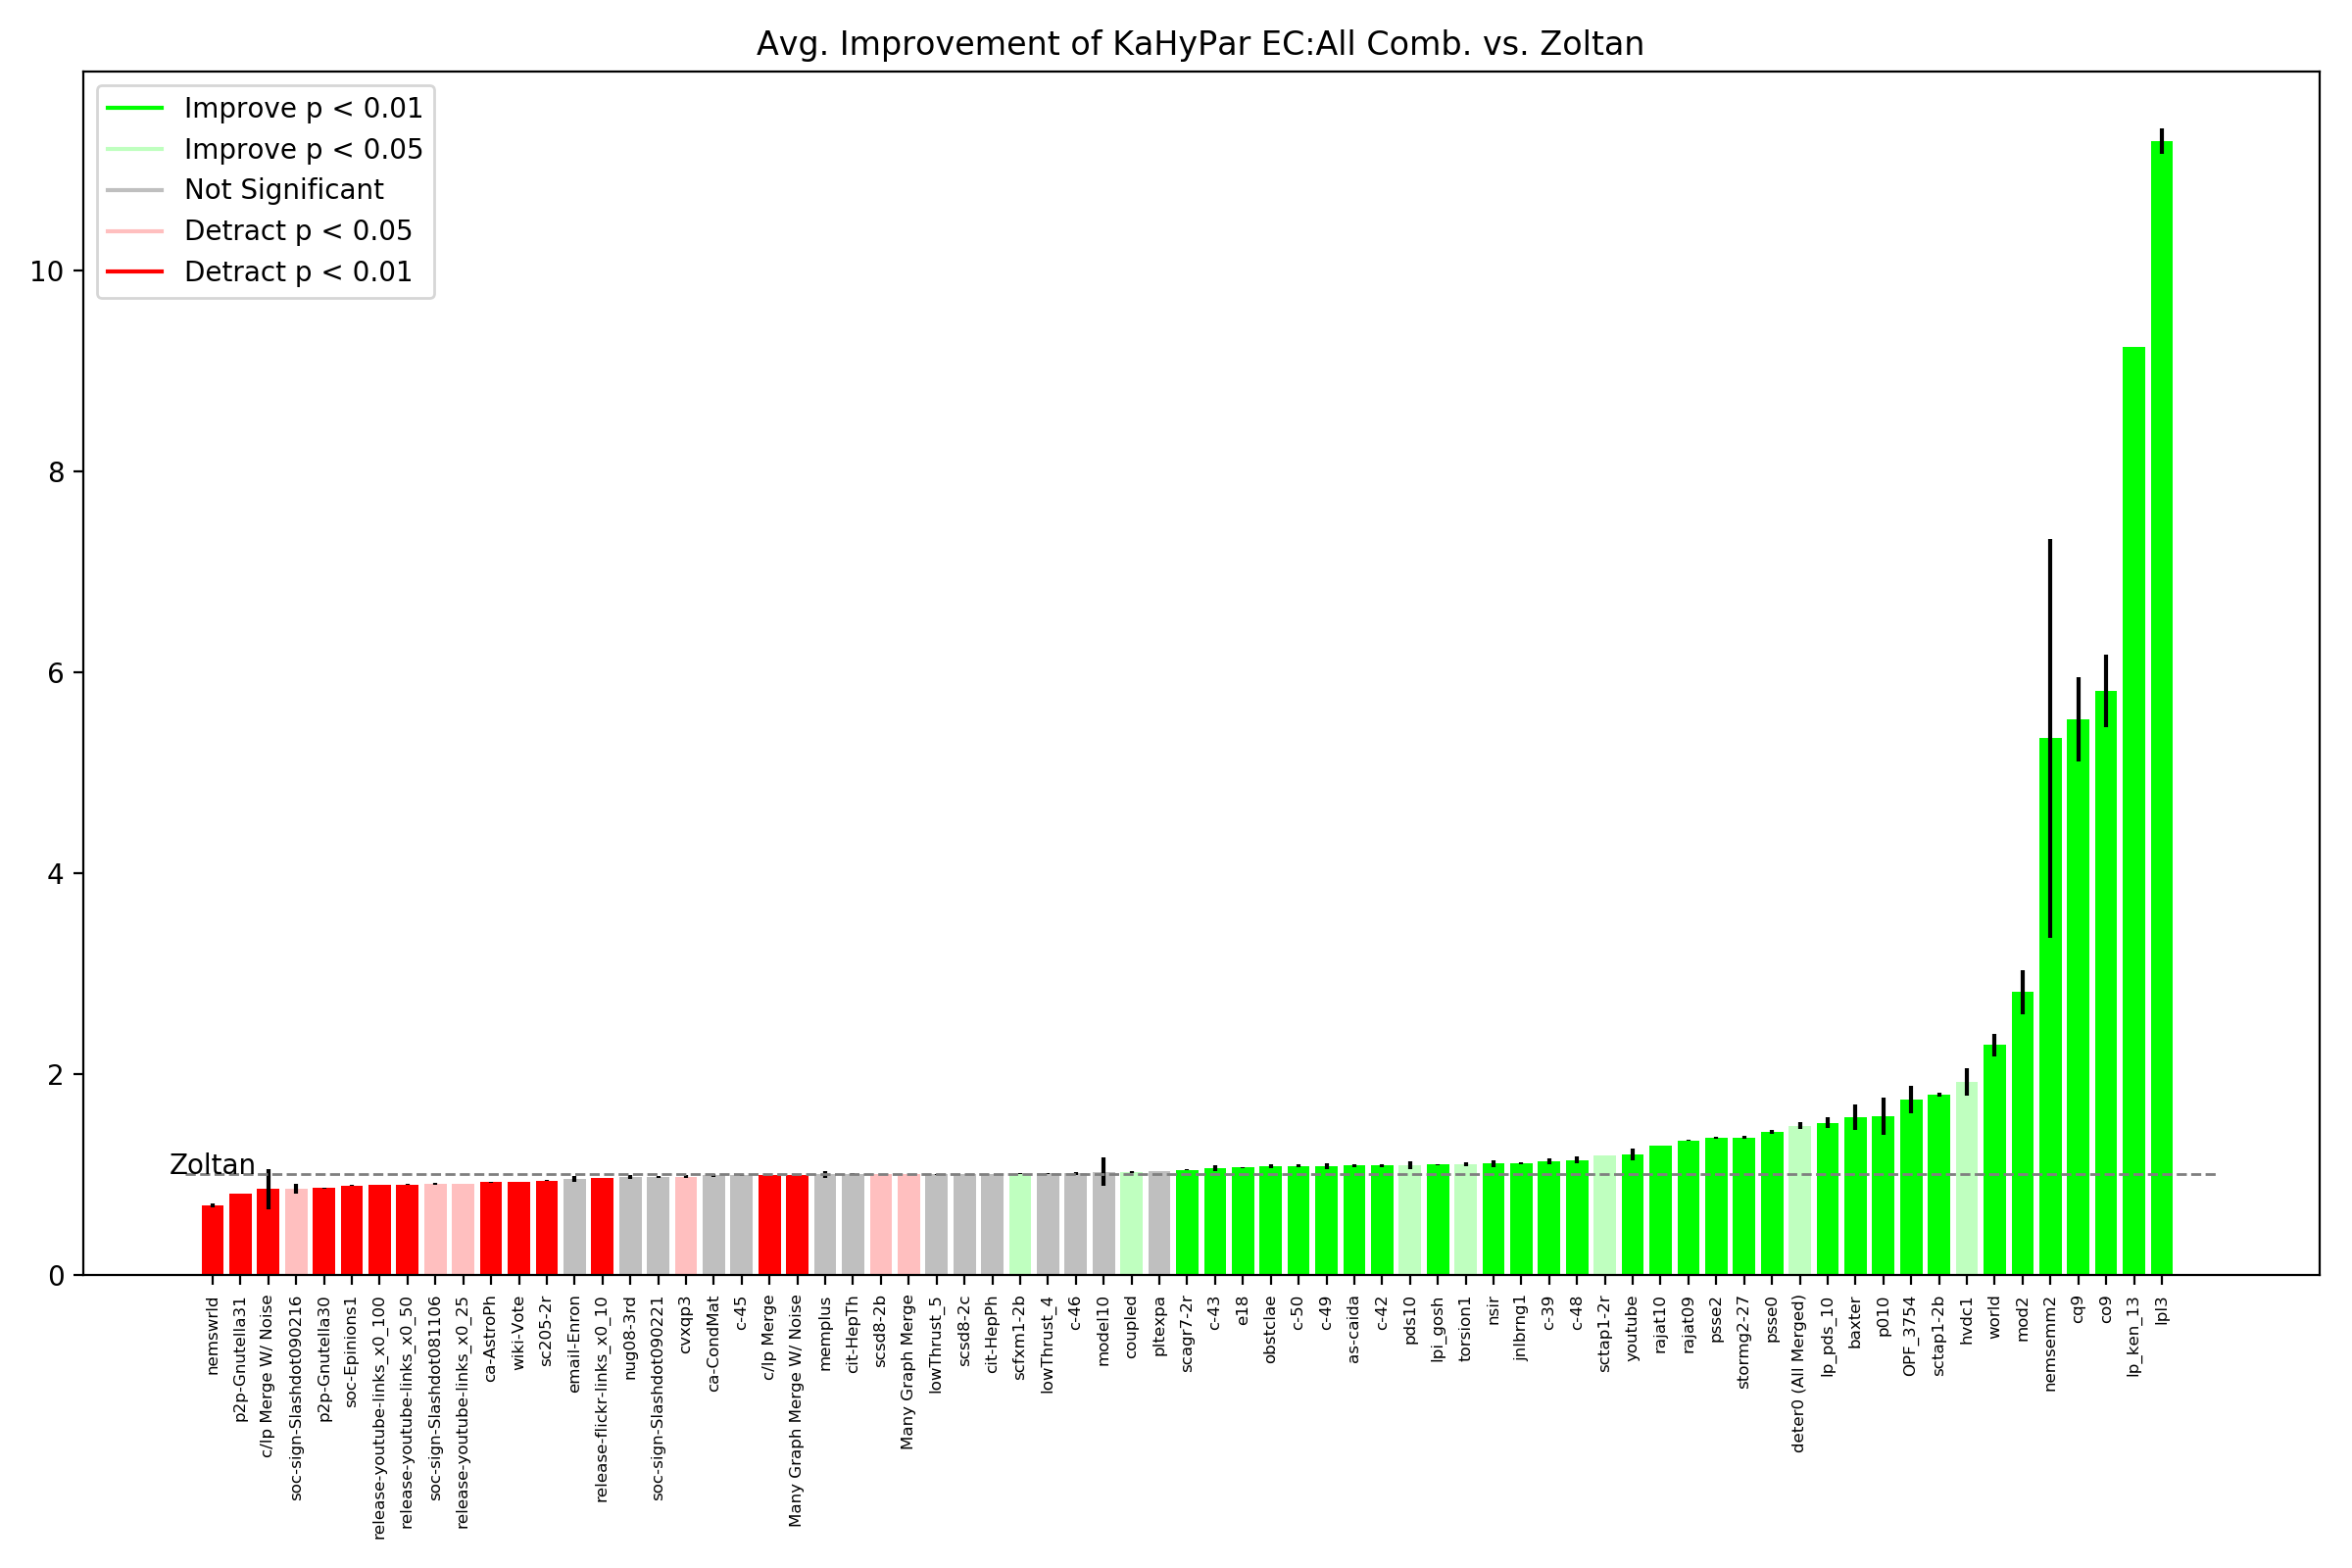 Avg. Improvement of KaHyPar EC:All Comb. vs. Zoltan
Improve p < 0.01
Improve p < 0.05
Not Significant
Detract p < 0.05
Detract p < 0.01
10
8
6
4
2
0
Zoltan
nemswrld
p2p-Gnutella31
c/lp Merge W/ Noise
soc-sign-Slashdot090216
p2p-Gnutella30
soc-Epinions1
release-youtube-links_x0_100
release-youtube-links_x0_50
soc-sign-Slashdot081106
release-youtube-links_x0_25
ca-AstroPh
wiki-Vote
sc205-2r
email-Enron
release-flickr-links_x0_10
nug08-3rd
soc-sign-Slashdot090221
cvxqp3
ca-CondMat
c-45
c/lp Merge
Many Graph Merge W/ Noise
memplus
cit-HepTh
scsd8-2b
Many Graph Merge
lowThrust_5
scsd8-2c
cit-HepPh
scfxm1-2b
lowThrust_4
c-46
model10
coupled
pltexpa
scagr7-2r
c-43
e18
obstclae
c-50
c-49
as-caida
c-42
pds10
lpi_gosh
torsion1
nsir
jnlbrng1
c-39
c-48
sctap1-2r
youtube
rajat10
rajat09
psse2
stormg2-27
psse0
deter0 (All Merged)
lp_pds_10
baxter
p010
OPF_3754
sctap1-2b
hvdc1
world
mod2
nemsemm2
cq9
co9
lp_ken_13
lpl3